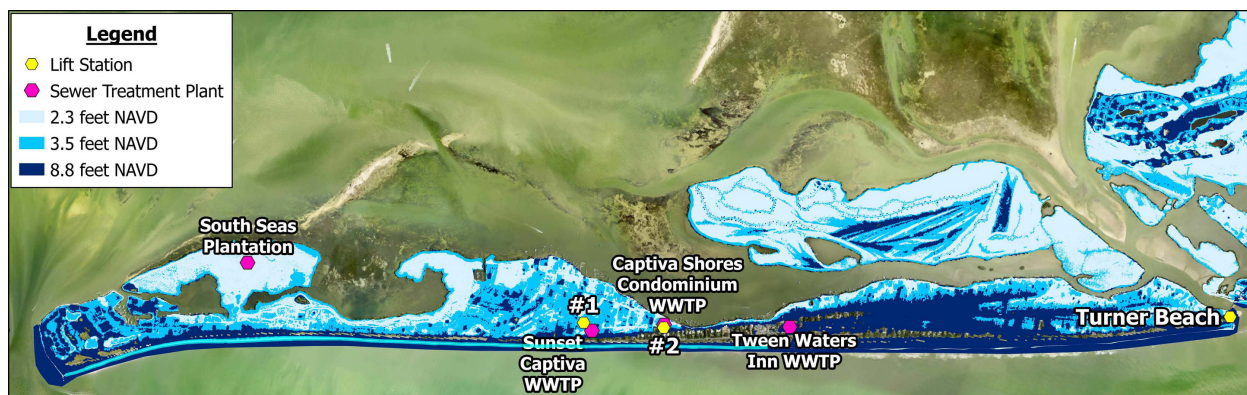 Legend
Lift Station
Sewer Treatment Plant
2.3 feet NAVD
3.5 feet NAVD
8.8 feet NAVD
South Seas
Plantation
#1
Sunset
Captiva
WWTP
Captiva Shores
Condominium
WWTP
#2
Tween Waters
Inn WWTP
Turner Beach